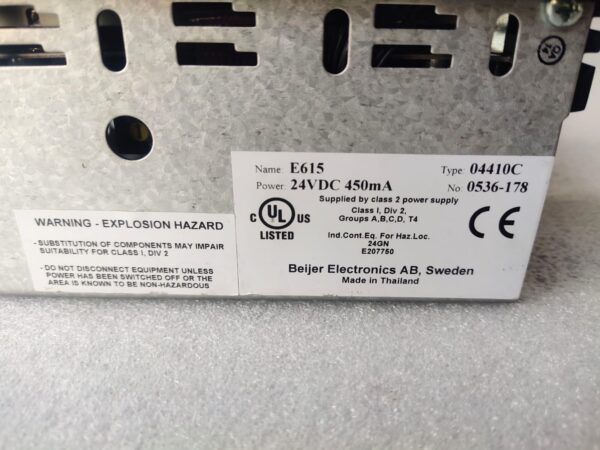 Name: E615 Type: 04410C
Power: 24VDC 450mA No: 0536-178
Supplied by class 2 power supply
Class I, Div 2,
Groups A,B,C,D, T4
C UL US
LISTED
Ind.Cont.Eq. For Haz.Loc.
24GN
E207750
CE
Beijer Electronics AB, Sweden
Made in Thailand
WARNING - EXPLOSION HAZARD
- SUBSTITUTION OF COMPONENTS MAY IMPAIR
SUITABILITY FOR CLASS I, DIV 2
- DO NOT DISCONNECT EQUIPMENT UNLESS
POWER HAS BEEN SWITCHED OFF OR THE
AREA IS KNOWN TO BE NON-HAZARDOUS